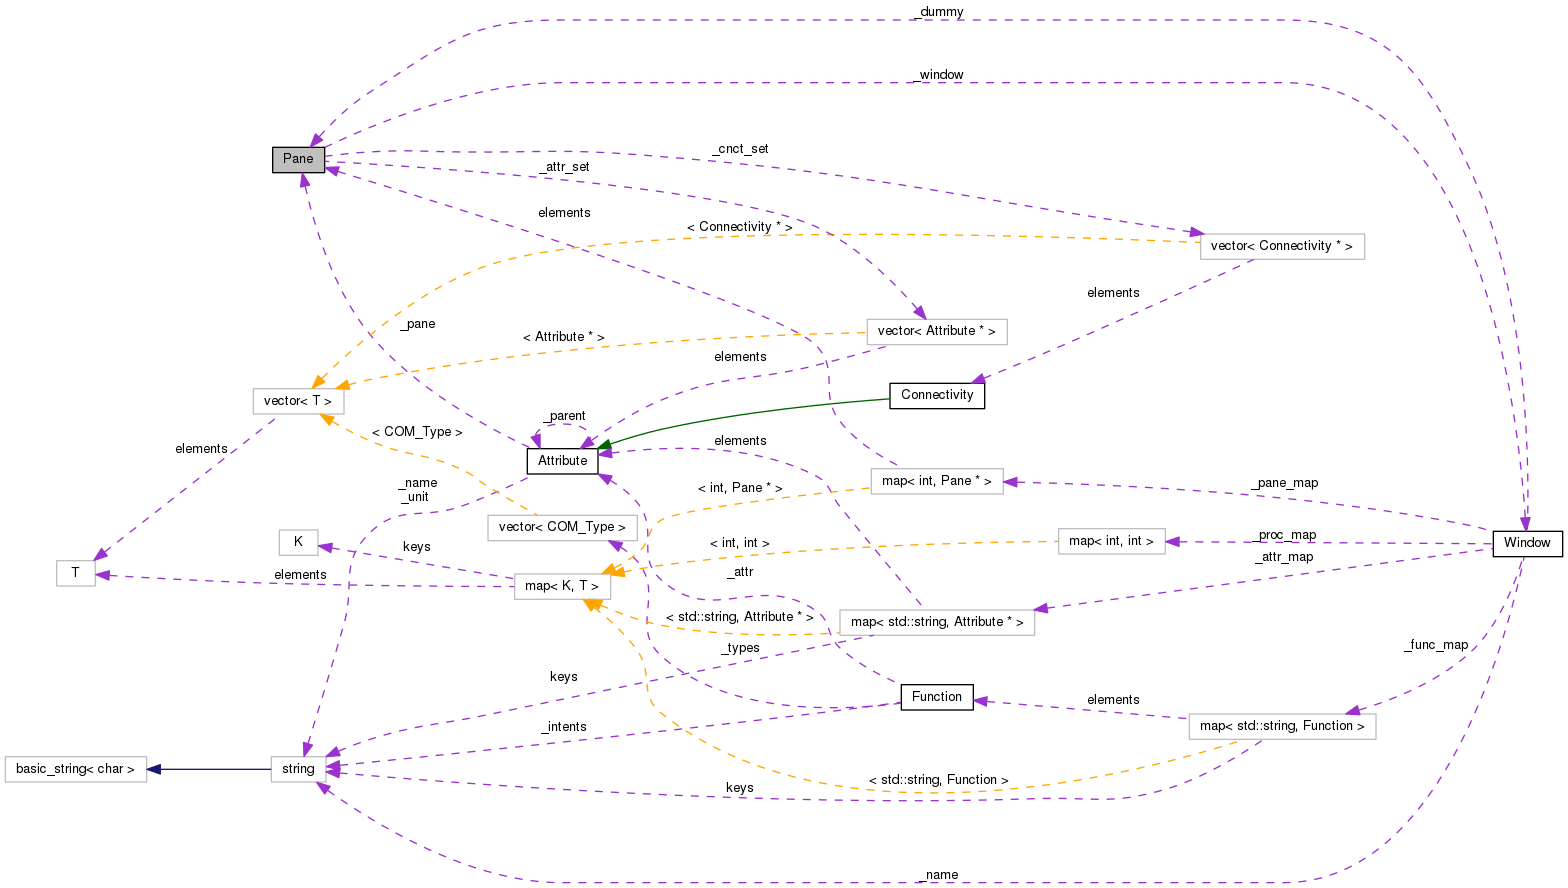 _dummy
_window
Pane
_cnct_set
_attr_set
elements
< Connectivity * >
vector< Connectivity * >
elements
_pane
vector< Attribute * >
< Attribute * >
elements
Connectivity
vector< T >
_parent
< COM_Type >
elements
elements
Attribute
map< int, Pane * >
_name
_unit
< int, Pane * >
_pane_map
vector< COM_Type >
K
keys
< int, int >
map< int, int >
_proc_map
Window
_attr_map
T
elements
map< K, T >
_attr
< std::string, Attribute * >
map< std::string, Attribute * >
_types
_func_map
keys
Function
elements
_intents
map< std::string, Function >
basic_string< char >
string
< std::string, Function >
keys
_name